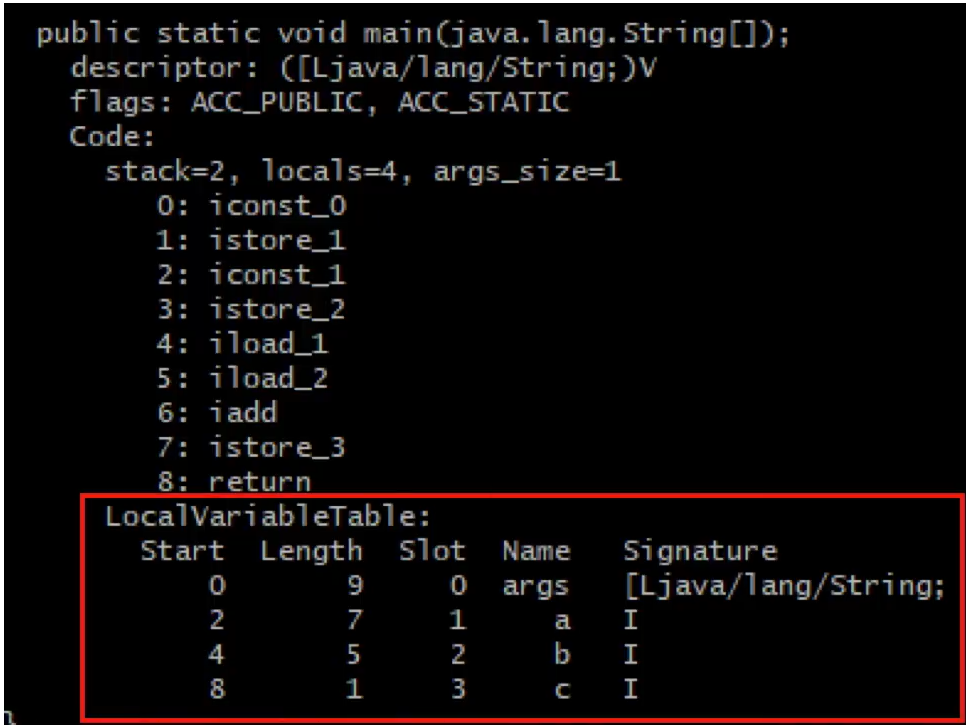 public static void main(java.lang.String[]);
descriptor: ([Ljava/lang/String;)V
flags: ACC_PUBLIC, ACC_STATIC
Code:
stack=2, locals=4, args_size=1
0: iconst_0
1: istore_1
2: iconst_1
3: istore_2
4: iload_1
5: iload_2
6: iadd
7: istore_3
8: return
LocalVariableTable:
Start Length Slot Name Signature
0 9 0 args [Ljava/lang/String;
2 7 1 a I
4 5 2 b I
8 1 3 c I
}